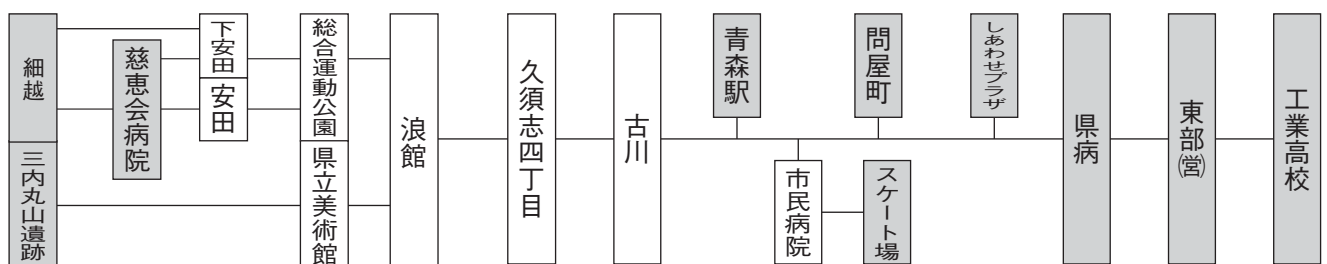 細越
三内丸山遺跡
慈恵会病院
下安田
安田
総合運動公園
県立美術館
浪館
久須志四丁目
古川
青森駅
市民病院
問屋町
スケート場
しあわせプラザ
県病
東部㈺
工業高校